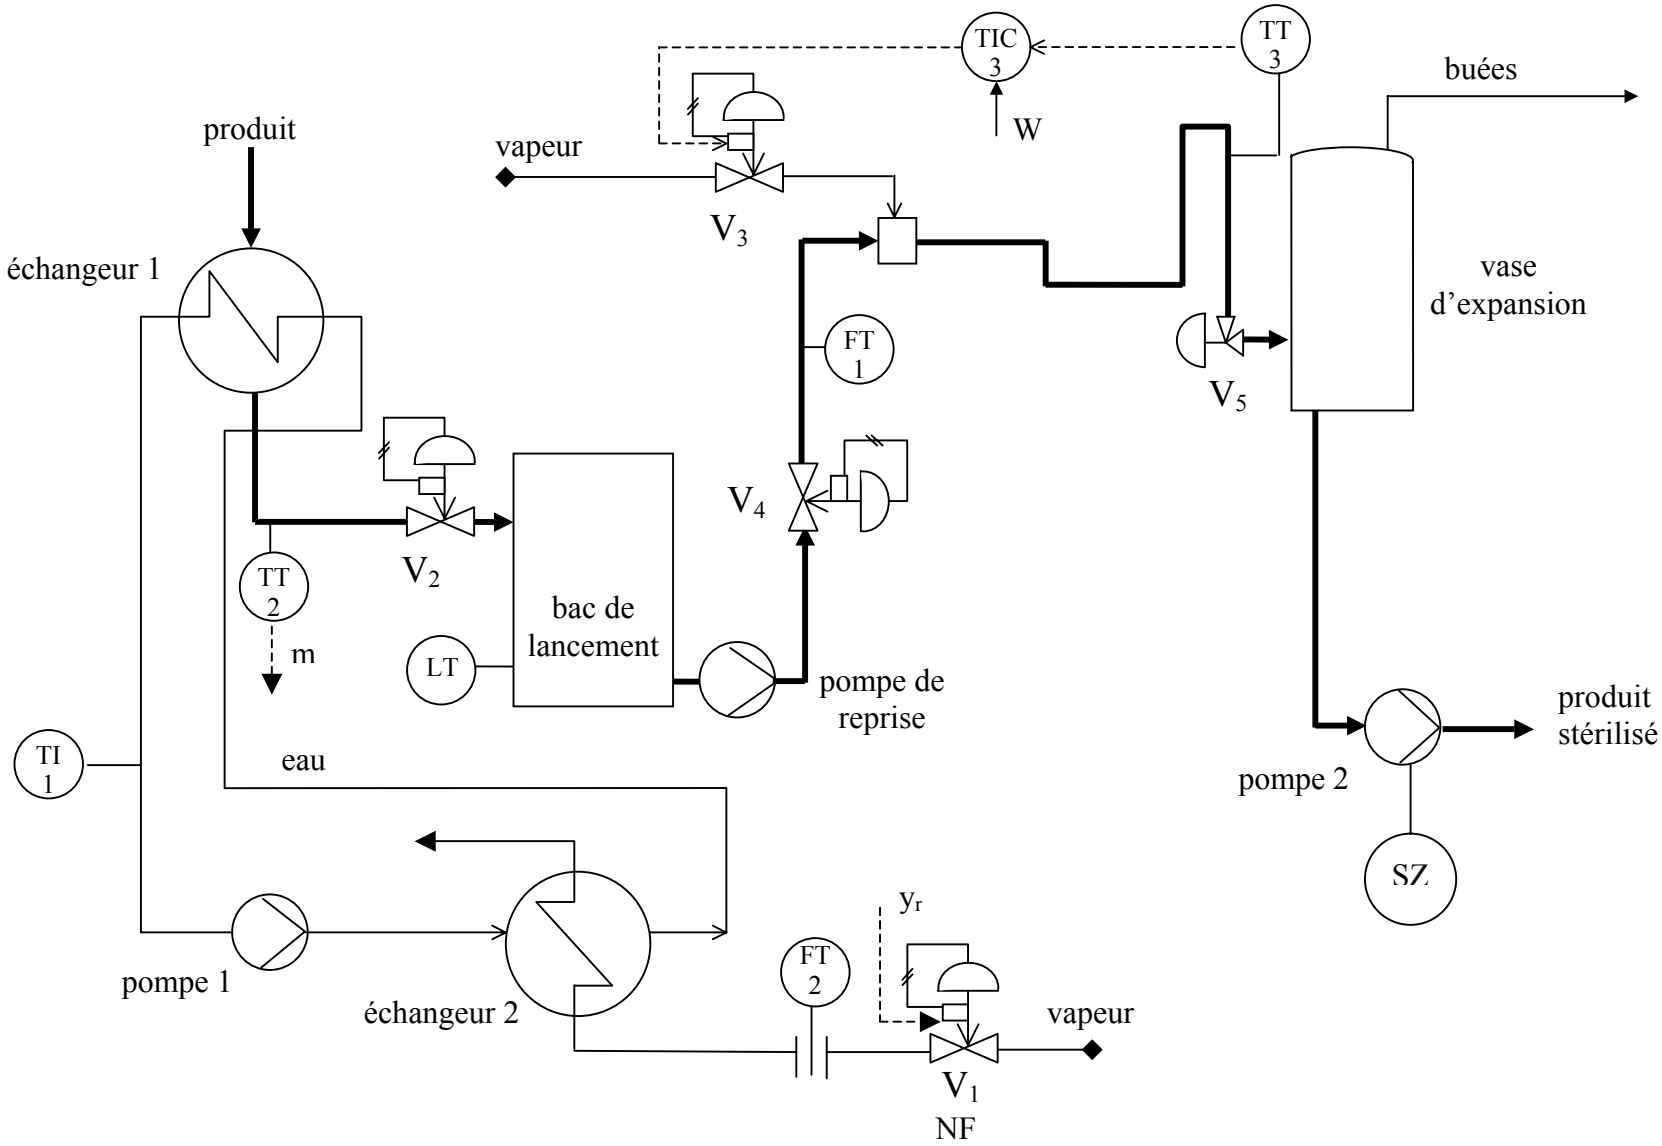 TIC
3
TT
3
buées
produit
W
vapeur
V3
échangeur 1
vase
d’expansion
FT
1
V5
V4
V2
TT
2
bac de
lancement
m
LT
pompe de
reprise
produit
stérilisé
TI
1
eau
pompe 2
SZ
yr
FT
2
pompe 1
échangeur 2
vapeur
V1
NF